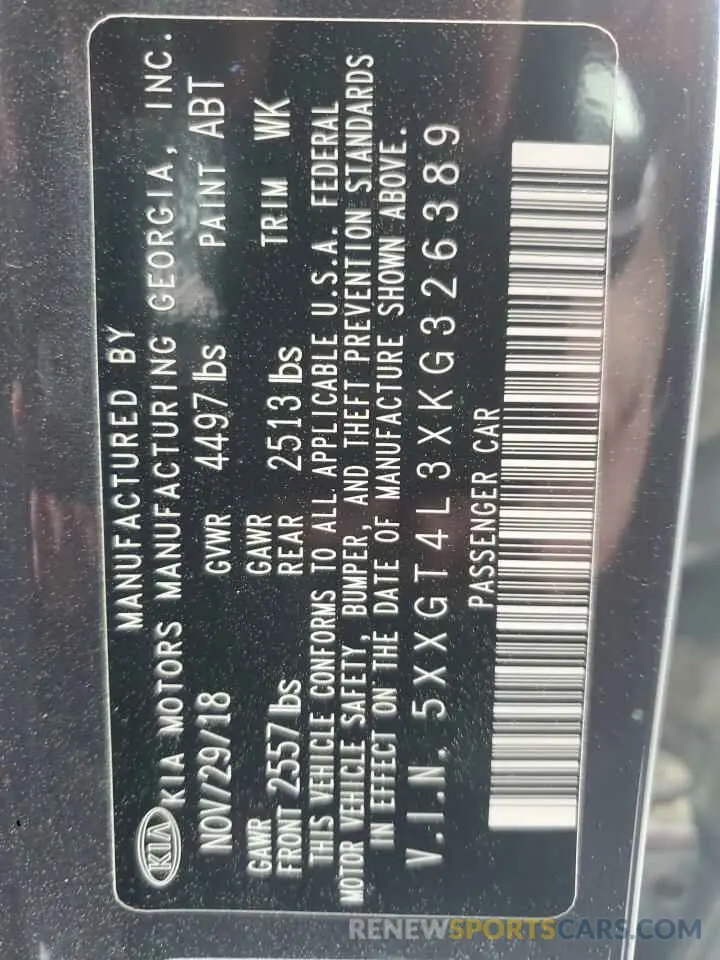 MANUFACTURED BY
KIA KIA MOTORS MANUFACTURING GEORGIA, INC.
NOV/29/18 GVWR 4497 lbs PAINT ABT
GAWR GAWR
FRONT 2557 lbs REAR 2513 lbs TRIM WK
THIS VEHICLE CONFORMS TO ALL APPLICABLE U.S.A. FEDERAL
MOTOR VEHICLE SAFETY, BUMPER, AND THEFT PREVENTION STANDARDS
IN EFFECT ON THE DATE OF MANUFACTURE SHOWN ABOVE.
V.I.N. 5XXGT4L3XKG326389
PASSENGER CAR
RENEWSPORTSCARS.COM